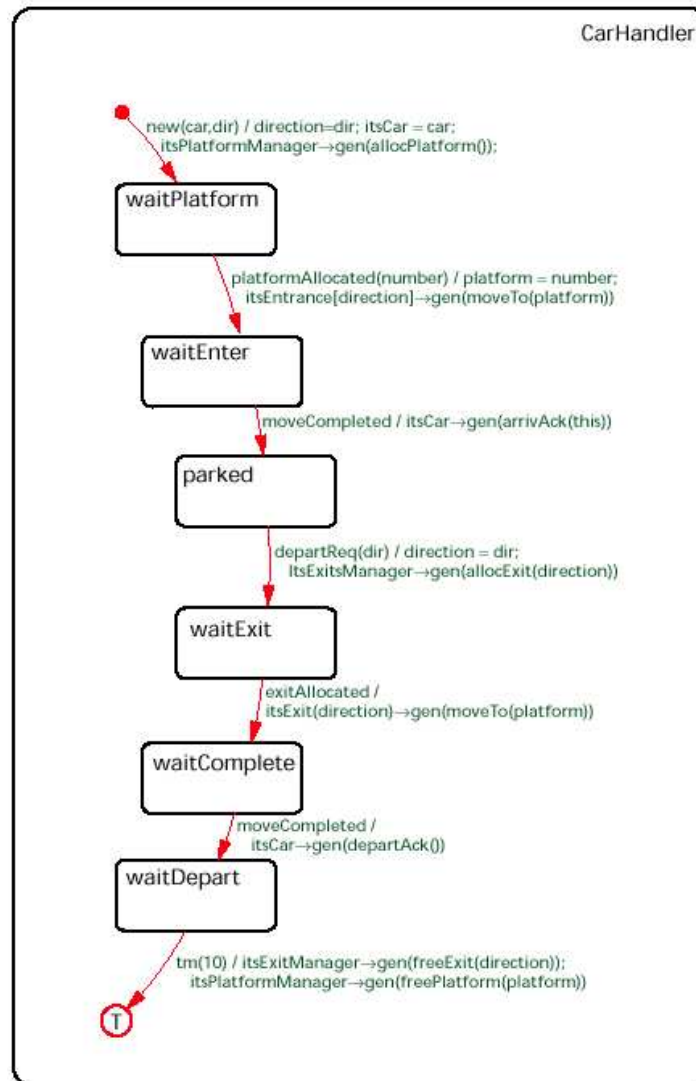 CarHandler
new(car,dir) / direction=dir; itsCar = car;
itsPlatformManager→gen(allocPlatform());
waitPlatform
platformAllocated(number) / platform = number;
itsEntrance[direction]→gen(moveTo(platform))
waitEnter
moveCompleted / itsCar→gen(arrivAck(this))
parked
departReq(dir) / direction = dir;
ItsExitsManager→gen(allocExit(direction))
waitExit
exitAllocated /
itsExit(direction)→gen(moveTo(platform))
waitComplete
moveCompleted /
itsCar→gen(departAck())
waitDepart
tm(10) / itsExitManager→gen(freeExit(direction));
itsPlatformManager→gen(freePlatform(platform))
T